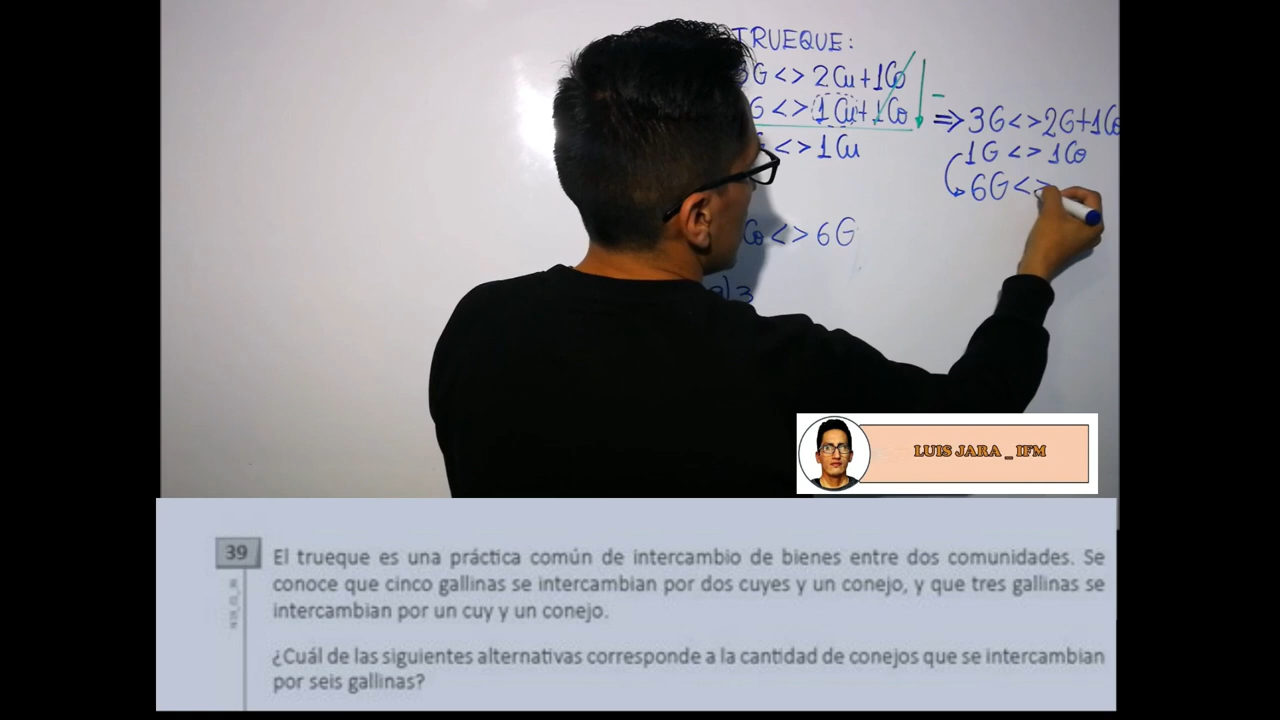 TRUEQUE:
G <> 2Cu+1Co
G <> 1Cu+1Co
<> 1Cu
-
=> 3G<>2G+1Co
1G <> 1Co
6G<>
Co <> 6G
3
LUIS JARA _ IFM
39
El trueque es una práctica común de intercambio de bienes entre dos comunidades. Se
conoce que cinco gallinas se intercambian por dos cuyes y un conejo, y que tres gallinas se
intercambian por un cuy y un conejo.
¿Cuál de las siguientes alternativas corresponde a la cantidad de conejos que se intercambian
por seis gallinas?